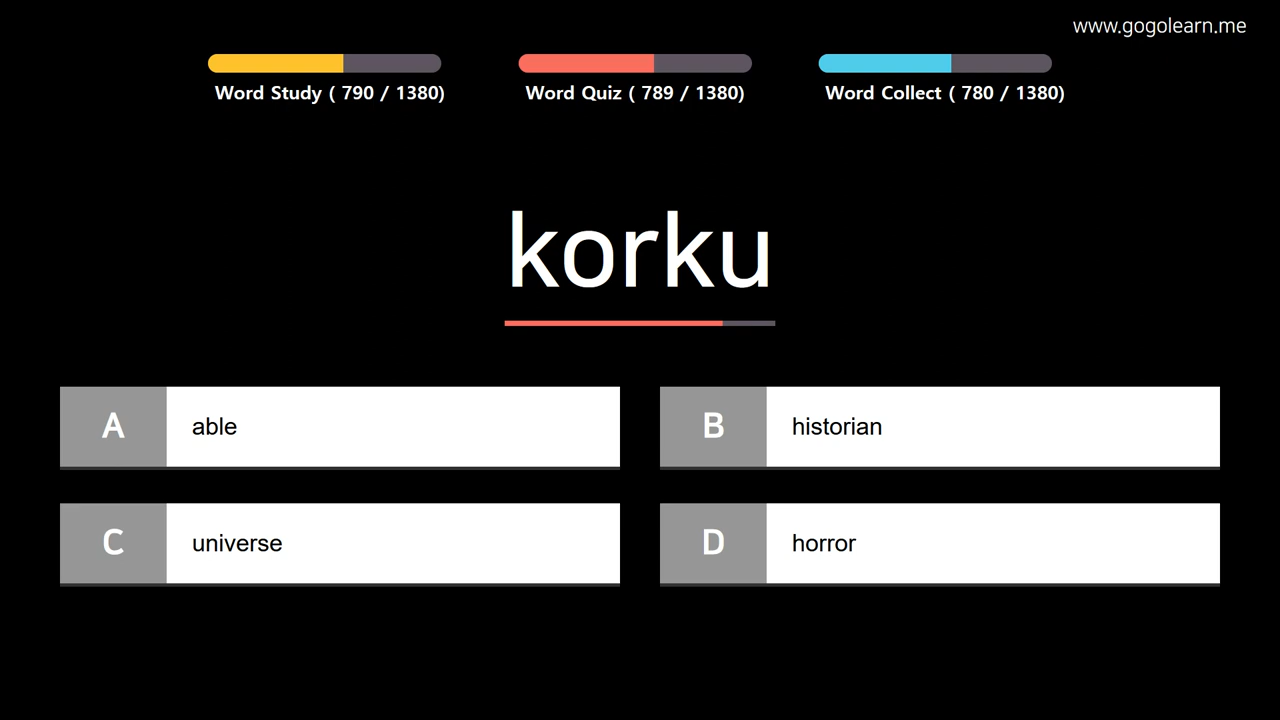 www.gogolearn.me
Word Study ( 790 / 1380)
Word Quiz ( 789 / 1380)
Word Collect ( 780 / 1380)
korku
A able
B historian
C universe
D horror